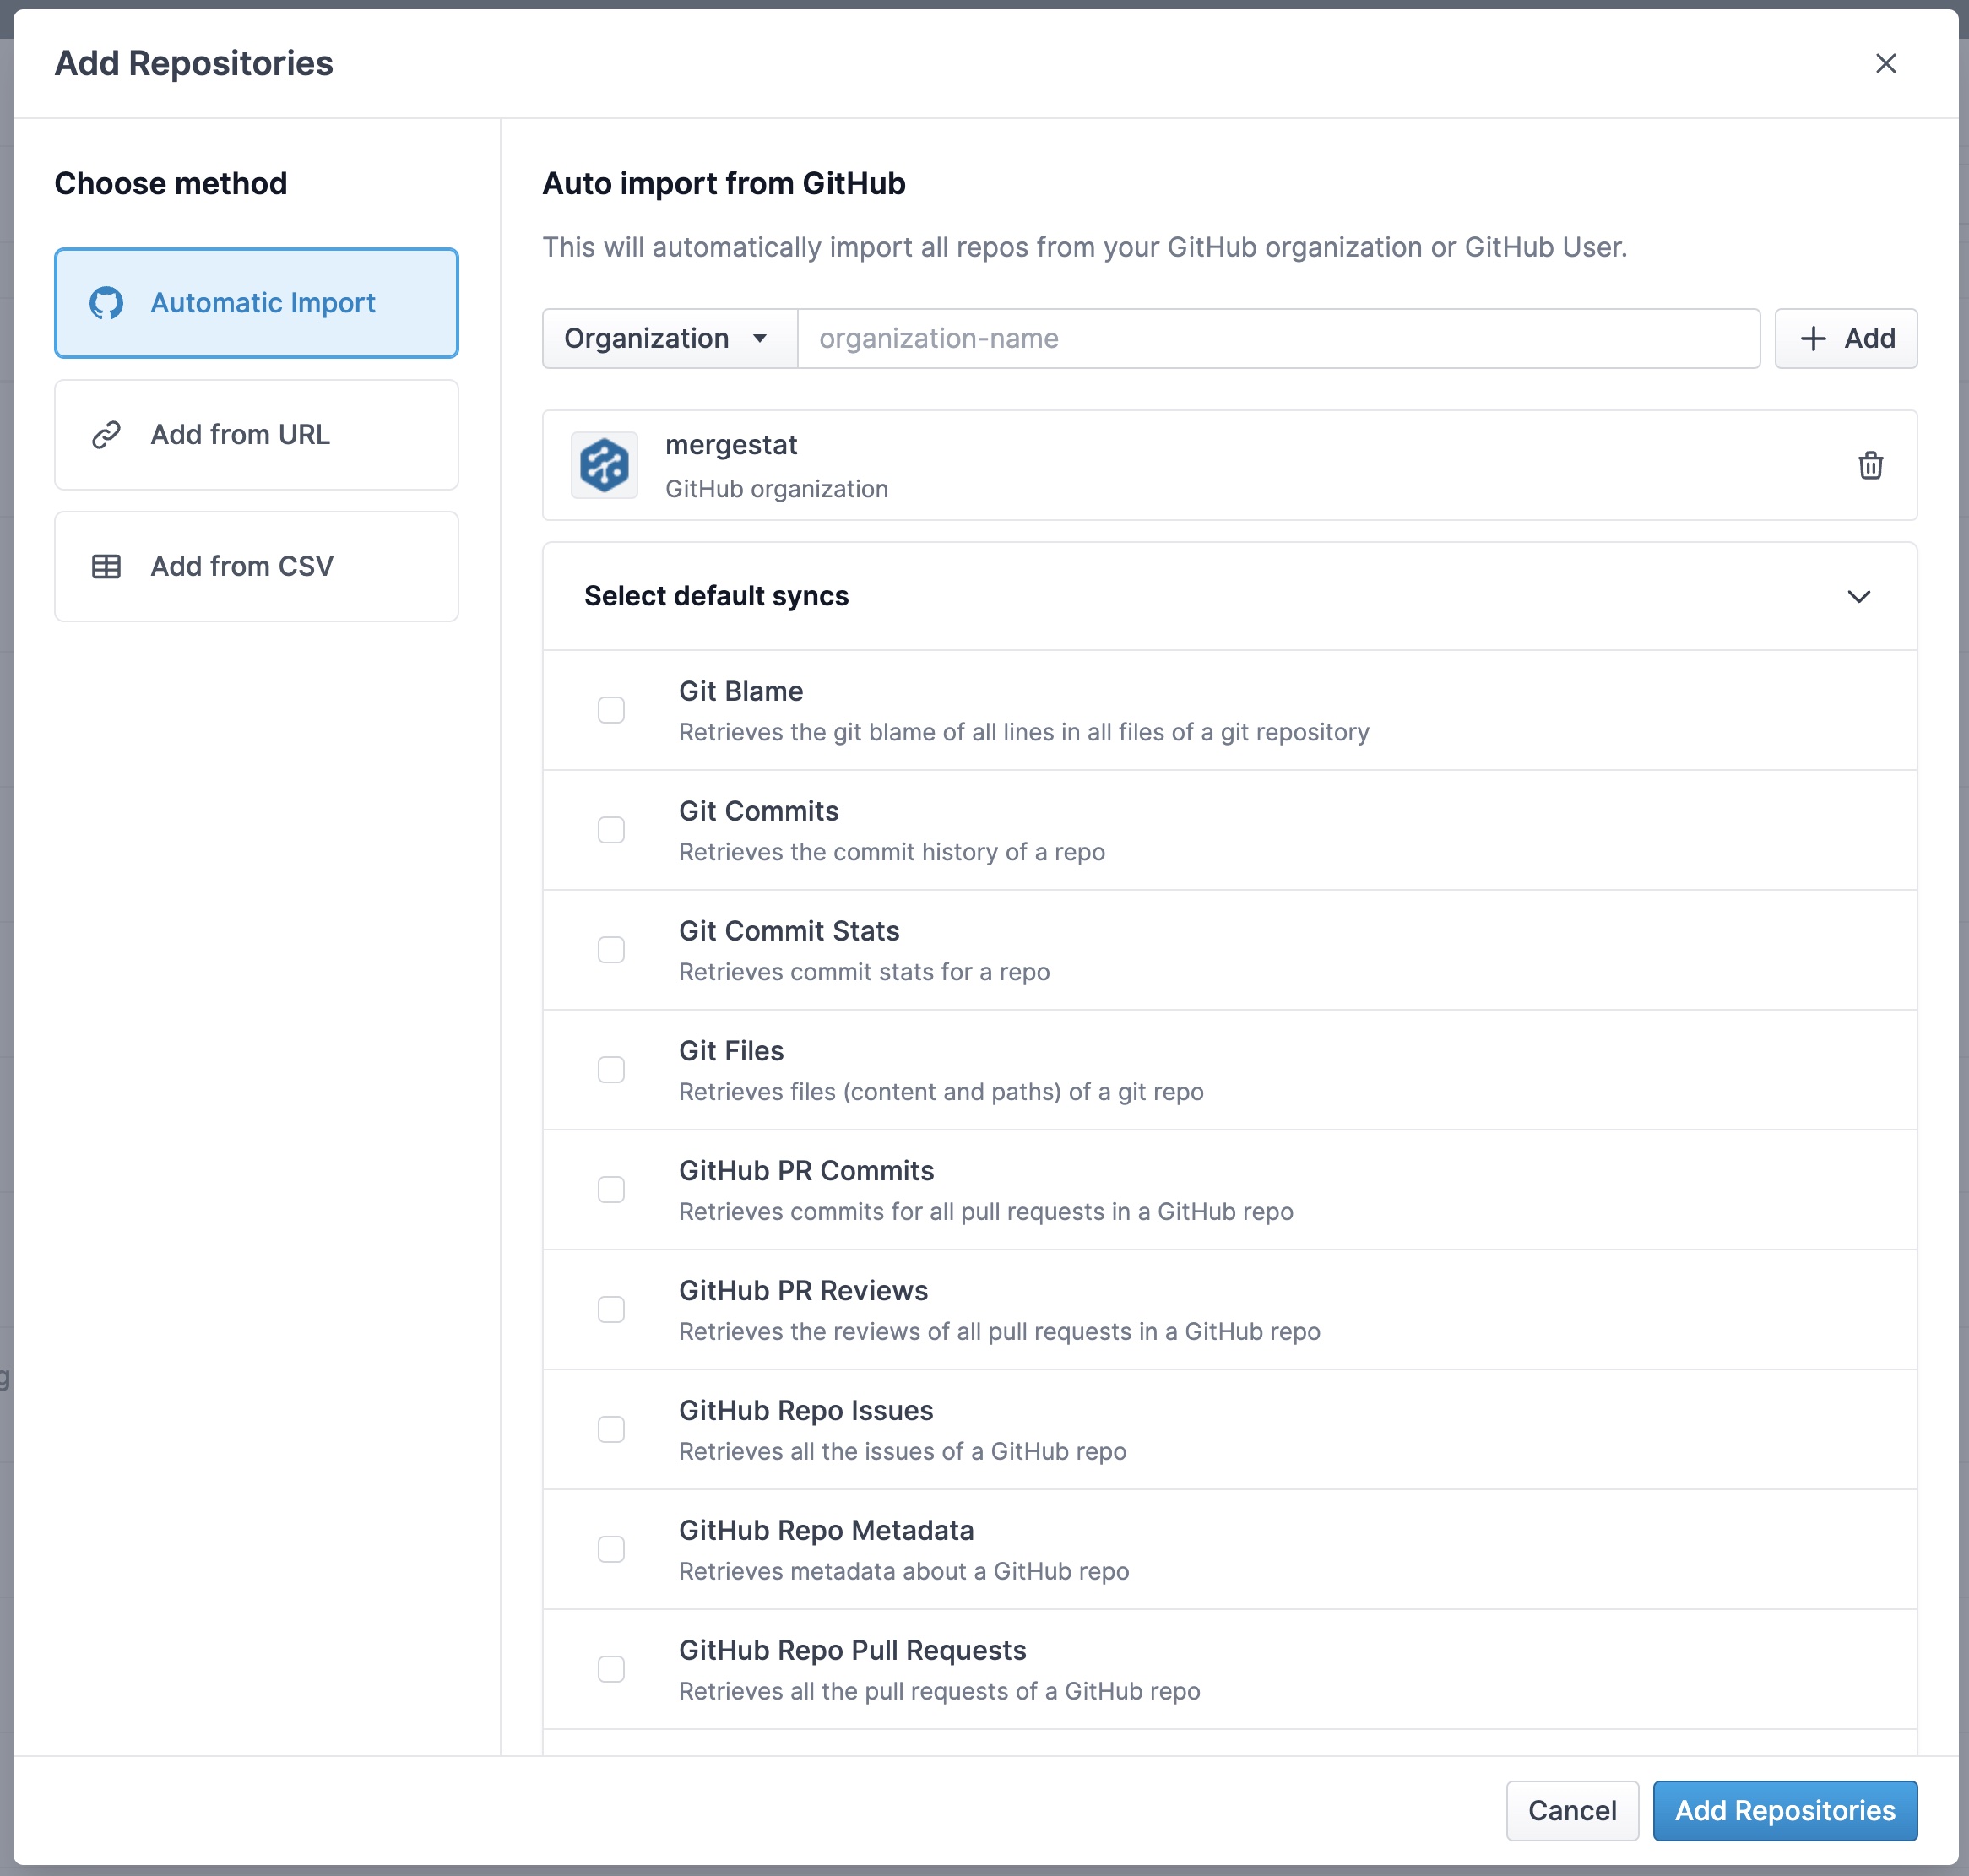 Add Repositories
Choose method
Automatic Import
Add from URL
Add from CSV
Auto import from GitHub
This will automatically import all repos from your GitHub organization or GitHub User.
Organization
organization-name
Add
mergestat
GitHub organization
Select default syncs
Git Blame
Retrieves the git blame of all lines in all files of a git repository
Git Commits
Retrieves the commit history of a repo
Git Commit Stats
Retrieves commit stats for a repo
Git Files
Retrieves files (content and paths) of a git repo
GitHub PR Commits
Retrieves commits for all pull requests in a GitHub repo
GitHub PR Reviews
Retrieves the reviews of all pull requests in a GitHub repo
GitHub Repo Issues
Retrieves all the issues of a GitHub repo
GitHub Repo Metadata
Retrieves metadata about a GitHub repo
GitHub Repo Pull Requests
Retrieves all the pull requests of a GitHub repo
Cancel
Add Repositories